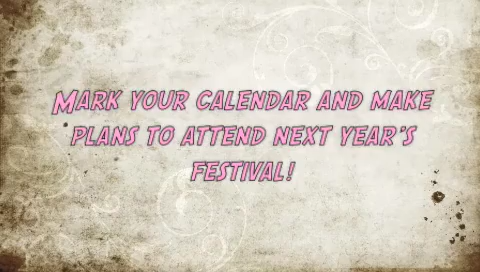 Mark your calendar and make
plans to attend next year's
festival!